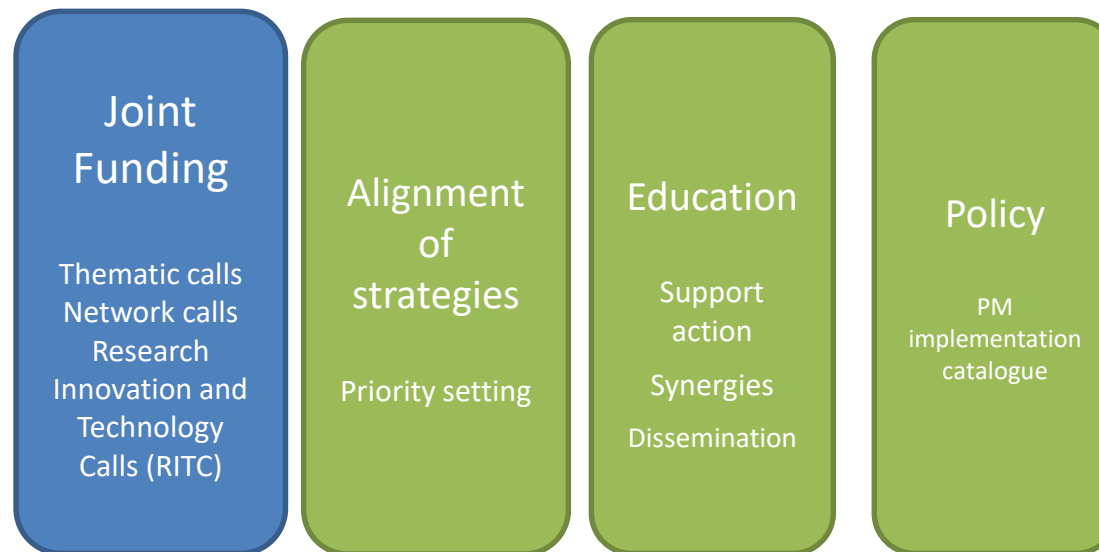 Joint
Funding
Thematic calls
Network calls
Research
Innovation and
Technology
Calls (RITC)
Alignment
of
strategies
Priority setting
Education
Support
action
Synergies
Dissemination
Policy
PM
implementation
catalogue